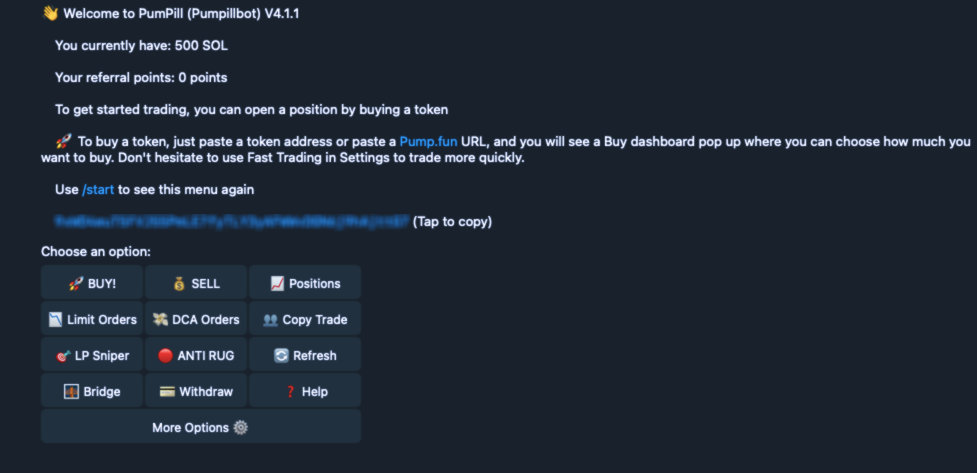 👋 Welcome to PumPill (Pumpillbot) V4.1.1
You currently have: 500 SOL
Your referral points: 0 points
To get started trading, you can open a position by buying a token
🚀 To buy a token, just paste a token address or paste a Pump.fun URL, and you will see a Buy dashboard pop up where you can choose how much you
want to buy. Don't hesitate to use Fast Trading in Settings to trade more quickly.
Use /start to see this menu again
(Tap to copy)
Choose an option:
🚀 BUY! 💰 SELL 📈 Positions
📉 Limit Orders 💸 DCA Orders 👥 Copy Trade
🎯 LP Sniper 🔴 ANTI RUG 🔄 Refresh
🌉 Bridge 💳 Withdraw ❓ Help
More Options ⚙️